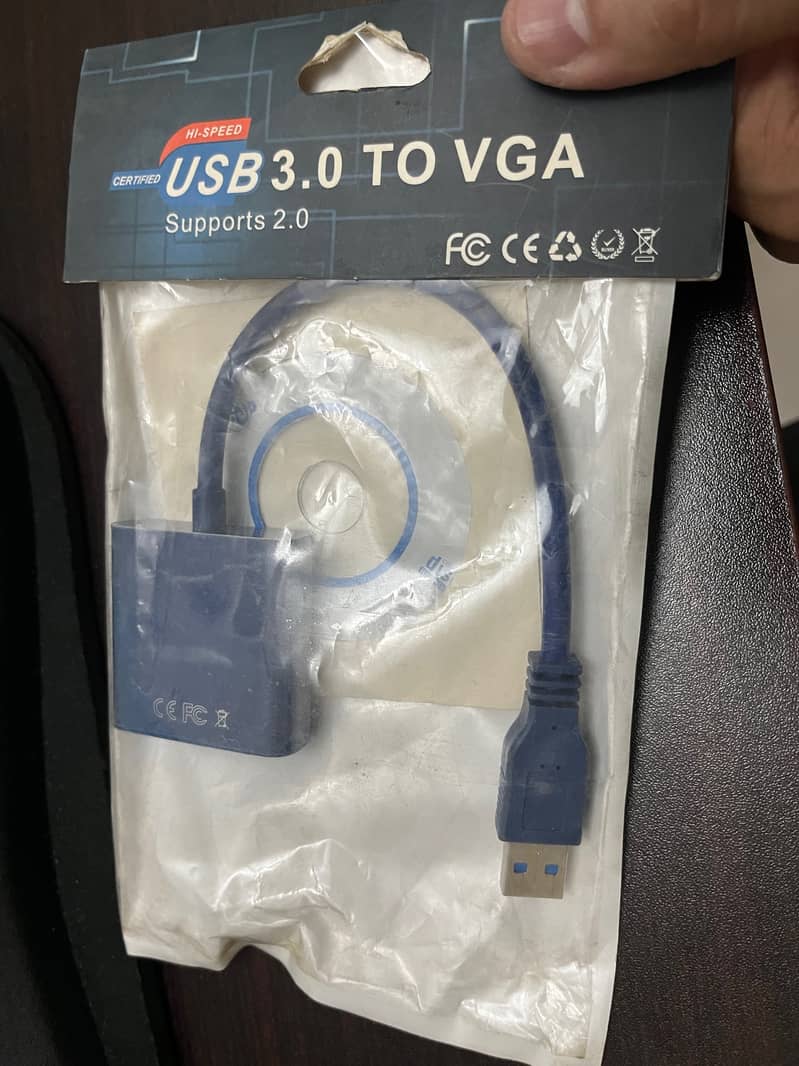 HI-SPEED
CERTIFIED USB 3.0 TO VGA
Supports 2.0
FC CE
CE FC